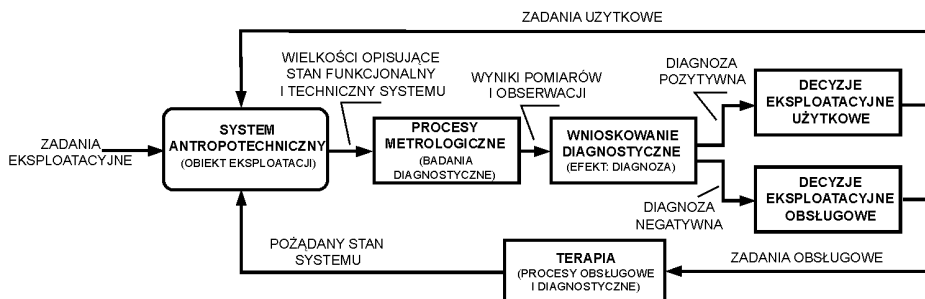 ZADANIA UZYTKOWE
WIELKOŚCI OPISUJĄCE
STAN FUNKCJONALNY
I TECHNICZNY SYSTEMU
WYNIKI POMIARÓW
I OBSERWACJI
DIAGNOZA
POZYTYWNA
DECYZJE
EKSPLOATACYJNE
UŻYTKOWE
ZADANIA
EKSPLOATACYJNE
SYSTEM
ANTROPOTECHNICZNY
(OBIEKT EKSPLOATACJI)
PROCESY
METROLOGICZNE
(BADANIA
DIAGNOSTYCZNE)
WNIOSKOWANIE
DIAGNOSTYCZNE
(EFEKT: DIAGNOZA)
DIAGNOZA
NEGATYWNA
DECYZJE
EKSPLOATACYJNE
OBSŁUGOWE
POŻĄDANY STAN
SYSTEMU
TERAPIA
(PROCESY OBSŁUGOWE
I DIAGNOSTYCZNE)
ZADANIA OBSŁUGOWE